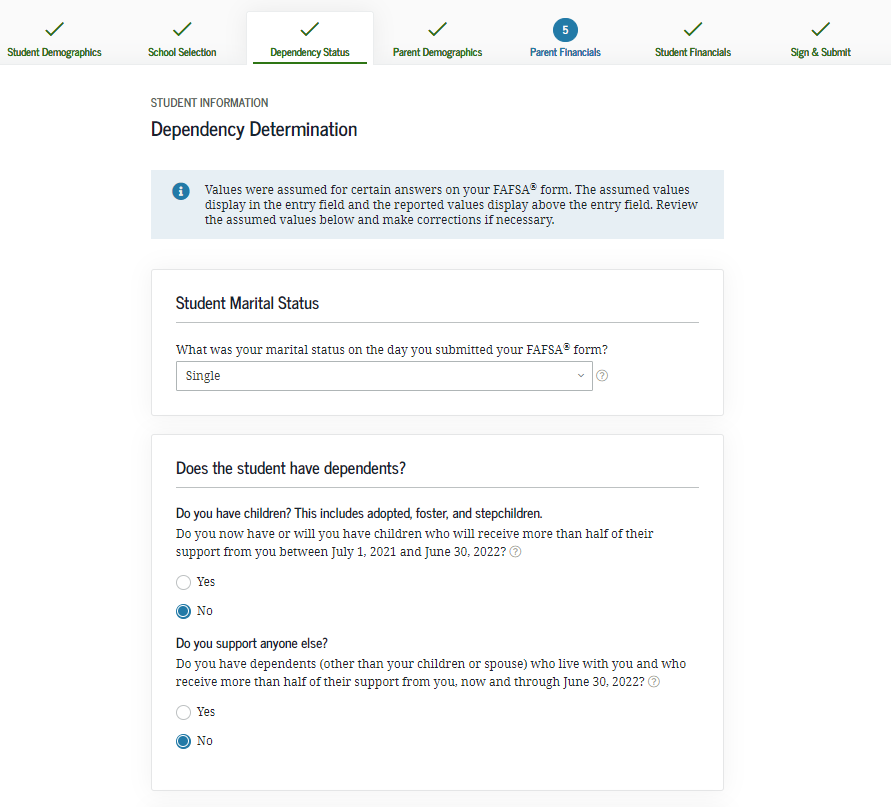 5
Student Demographics
School Selection
Dependency Status
Parent Demographics
Parent Financials
Student Financials
Sign & Submit
STUDENT INFORMATION
Dependency Determination
i
Values were assumed for certain answers on your FAFSA® form. The assumed values
display in the entry field and the reported values display above the entry field. Review
the assumed values below and make corrections if necessary.
Student Marital Status
What was your marital status on the day you submitted your FAFSA® form?
Single
?
Does the student have dependents?
Do you have children? This includes adopted, foster, and stepchildren.
Do you now have or will you have children who will receive more than half of their
support from you between July 1, 2021 and June 30, 2022? ?
Yes
No
Do you support anyone else?
Do you have dependents (other than your children or spouse) who live with you and who
receive more than half of their support from you, now and through June 30, 2022? ?
Yes
No